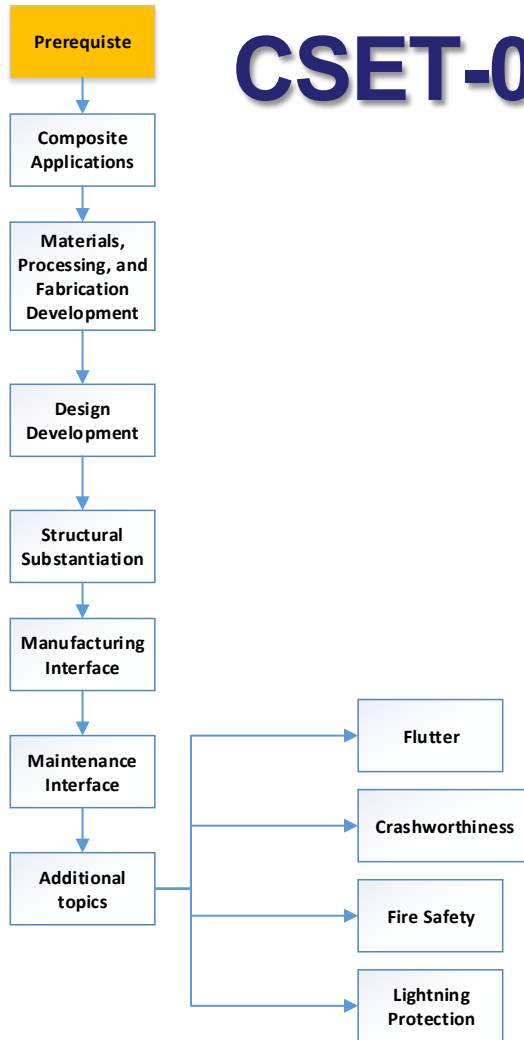 Prerequiste
CSET-0
Composite
Applications
Materials,
Processing, and
Fabrication
Development
Design
Development
Structural
Substantiation
Manufacturing
Interface
Maintenance
Interface
Additional
topics
Flutter
Crashworthiness
Fire Safety
Lightning
Protection